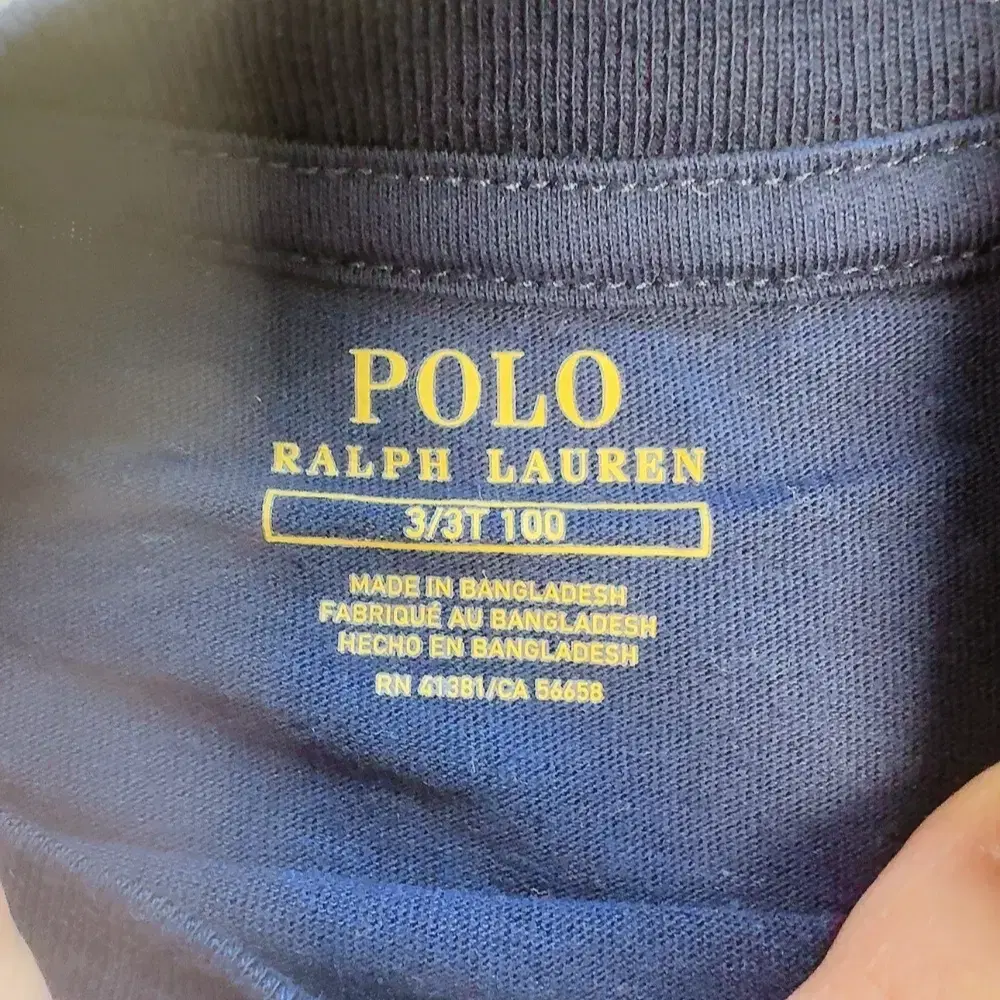 POLO
RALPH LAUREN
3/3T 100
MADE IN BANGLADESH
FABRIQUÉ AU BANGLADESH
HECHO EN BANGLADESH
RN 41381/CA 56658